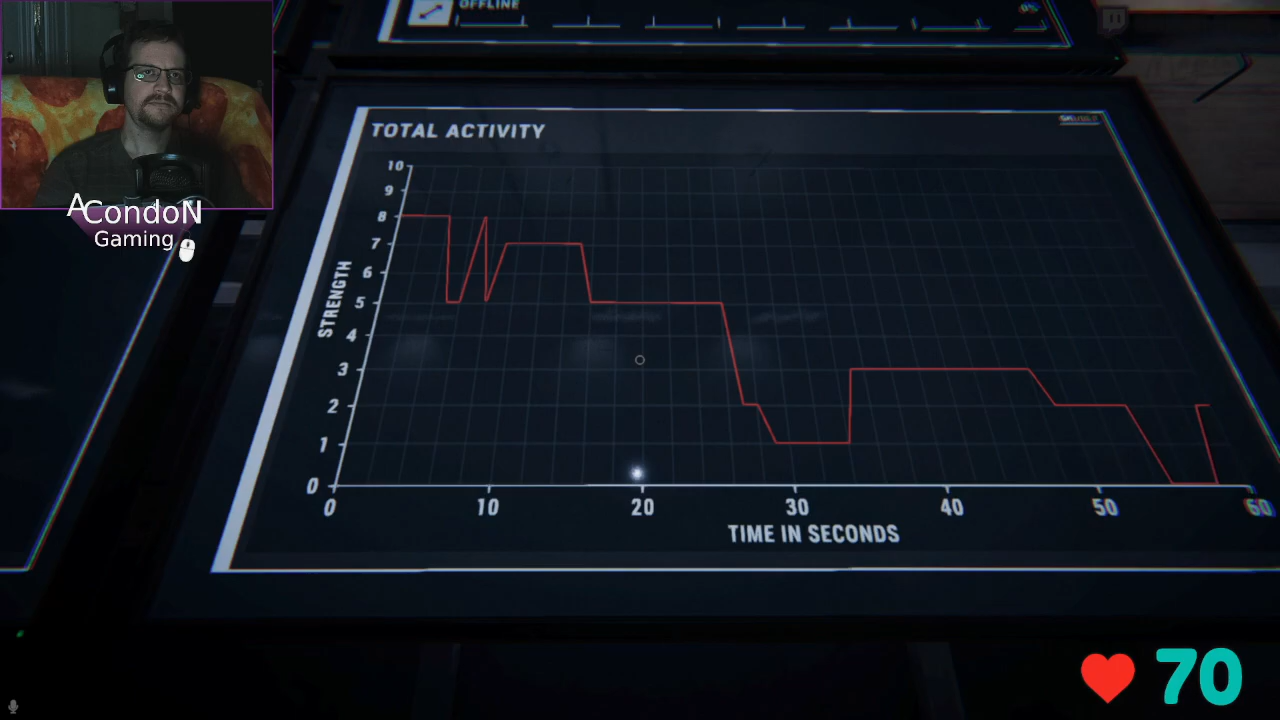 OFFLINE
0%
TOTAL ACTIVITY
10
9
8
7
6
5
4
3
2
1
0
STRENGTH
0 10 20 30 40 50 60
TIME IN SECONDS
ACondoN
Gaming
70